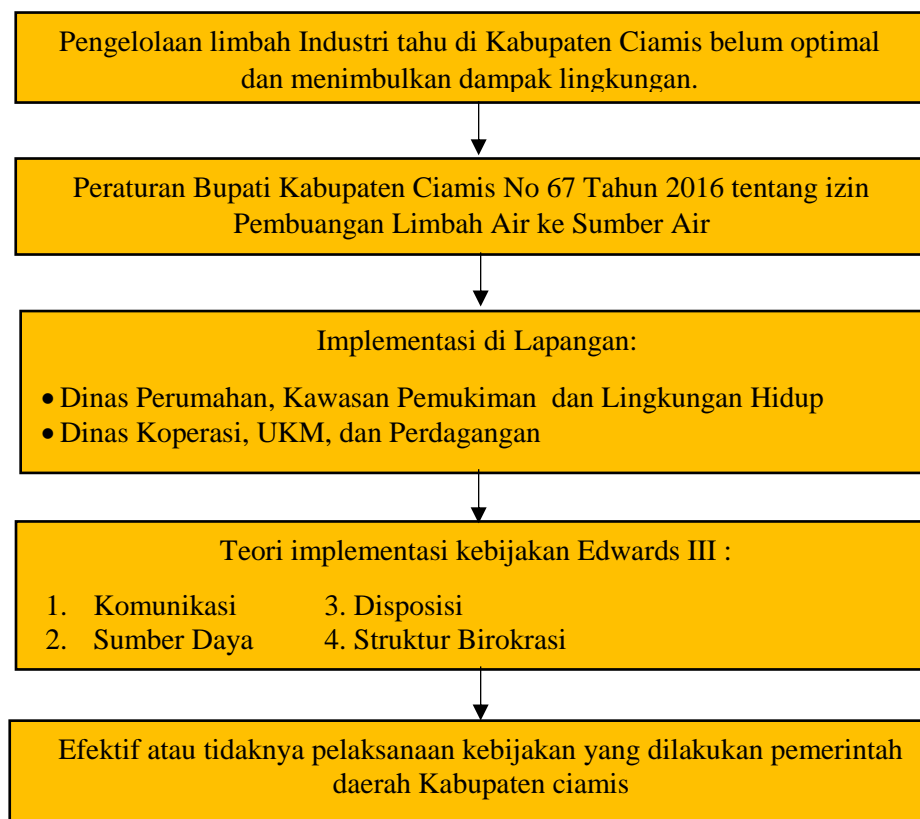 Pengelolaan limbah Industri tahu di Kabupaten Ciamis belum optimal
dan menimbulkan dampak lingkungan.
Peraturan Bupati Kabupaten Ciamis No 67 Tahun 2016 tentang izin
Pembuangan Limbah Air ke Sumber Air
Implementasi di Lapangan:
• Dinas Perumahan, Kawasan Pemukiman dan Lingkungan Hidup
• Dinas Koperasi, UKM, dan Perdagangan
Teori implementasi kebijakan Edwards III :
1. Komunikasi 3. Disposisi
2. Sumber Daya 4. Struktur Birokrasi
Efektif atau tidaknya pelaksanaan kebijakan yang dilakukan pemerintah
daerah Kabupaten ciamis